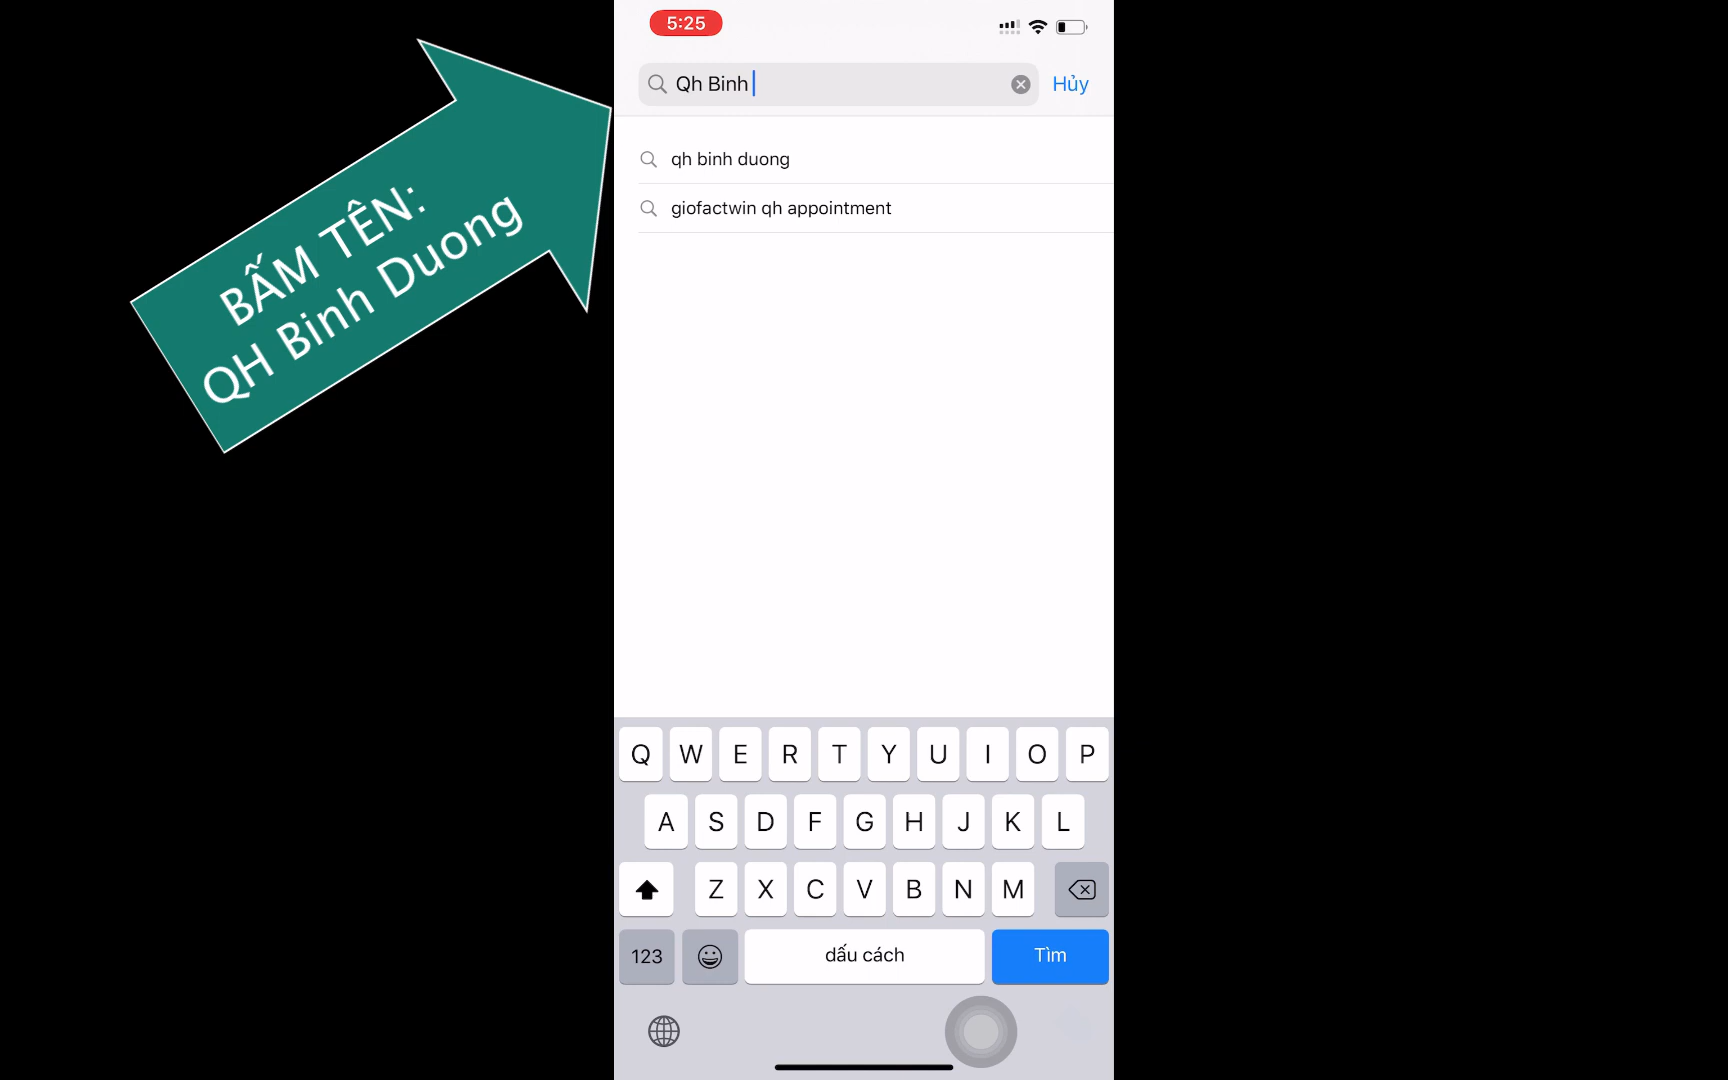 5:25
Qh Binh
Hủy
BẤM TÊN:
QH Binh Duong
qh binh duong
giofactwin qh appointment
Q W E R T Y U I O P
A S D F G H J K L
Z X C V B N M
123
dấu cách
Tìm